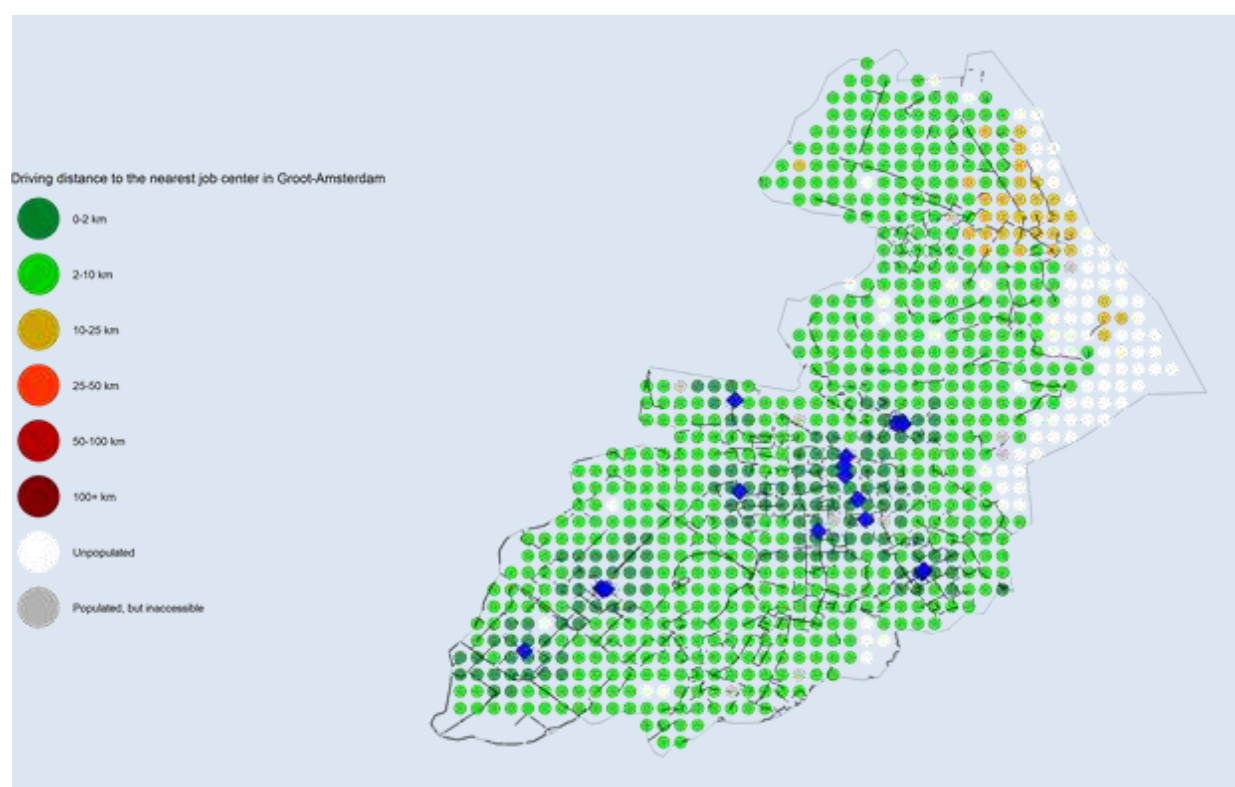 Driving distance to the nearest job center in Groot-Amsterdam
0-2 km
2-10 km
10-25 km
25-50 km
50-100 km
100+ km
Unpopulated
Populated, but inaccessible